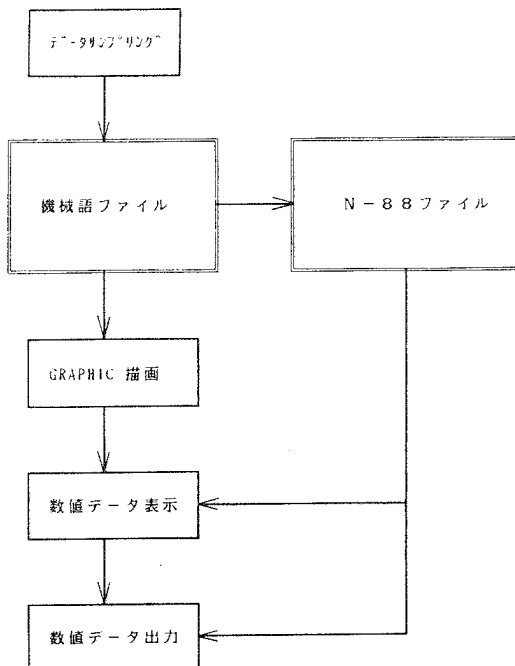 ﾃﾞｰﾀｻﾝﾌﾟﾘﾝｸﾞ
機械語ファイル
N－88ファイル
GRAPHIC 描画
数値データ表示
数値データ出力